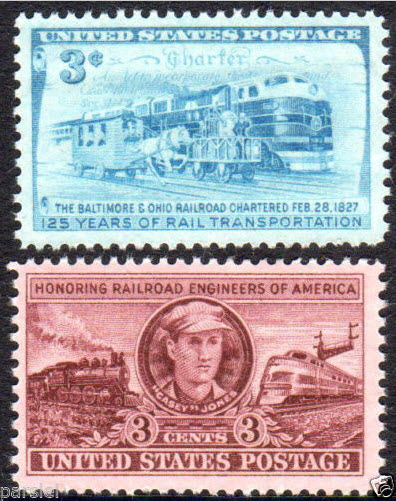 UNITED STATES POSTAGE
3¢
Charter
THE BALTIMORE & OHIO RAILROAD CHARTERED FEB. 28, 1827
125 YEARS OF RAIL TRANSPORTATION
HONORING RAILROAD ENGINEERS OF AMERICA
"CASEY" JONES
3 CENTS 3
UNITED STATES POSTAGE